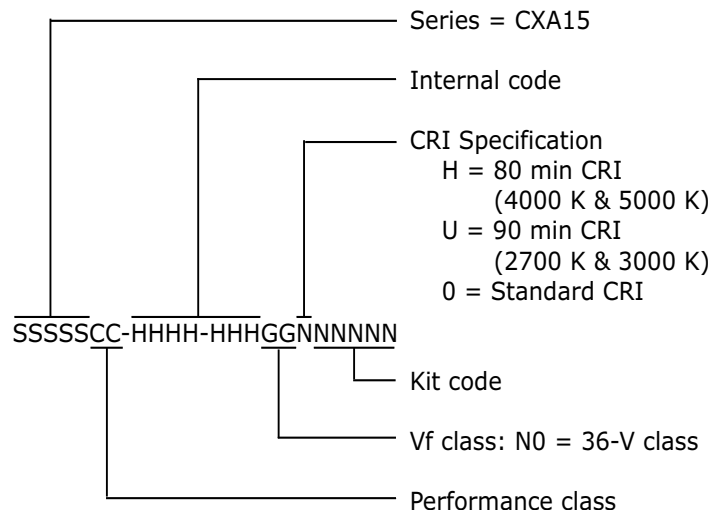 Series = CXA15
Internal code
CRI Specification
H = 80 min CRI
(4000 K & 5000 K)
U = 90 min CRI
(2700 K & 3000 K)
0 = Standard CRI
SSSSSCC-HHHH-HHHGGNNNNNN
Kit code
Vf class: N0 = 36-V class
Performance class